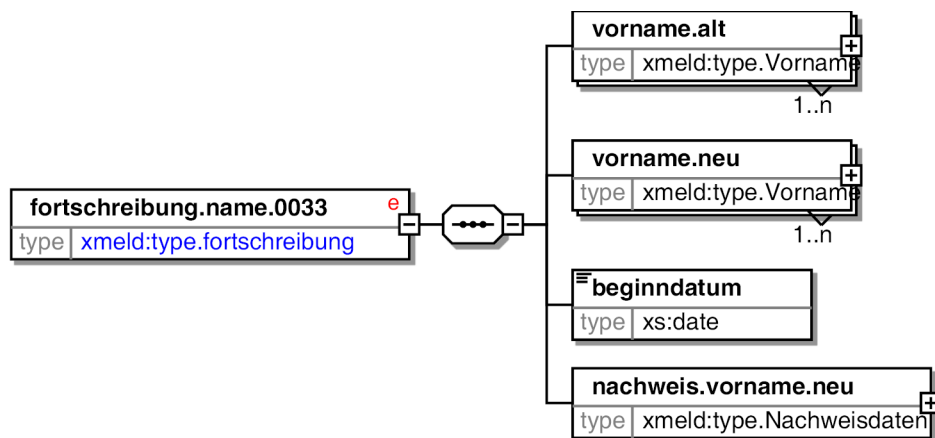 vorname.alt
type xmeld:type.Vorname
1..n
vorname.neu
type xmeld:type.Vorname
1..n
fortschreibung.name.0033 e
type xmeld:type.fortschreibung
beginndatum
type xs:date
nachweis.vorname.neu
type xmeld:type.Nachweisdaten